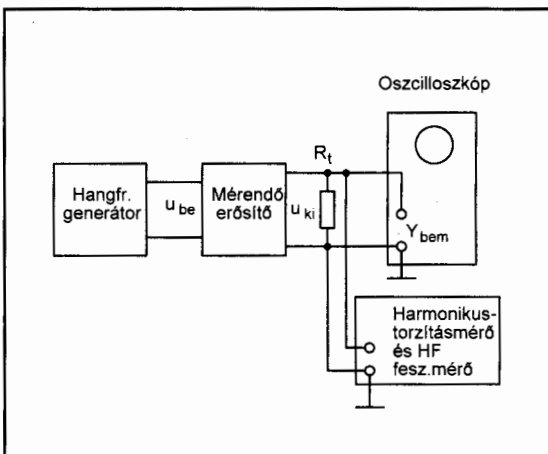 Oszcilloszkóp
Hangfr.
generátor
u be
Mérendő
erősítő
u ki
R t
Y bem
Harmonikus-
torzításmérő
és HF
fesz.mérő